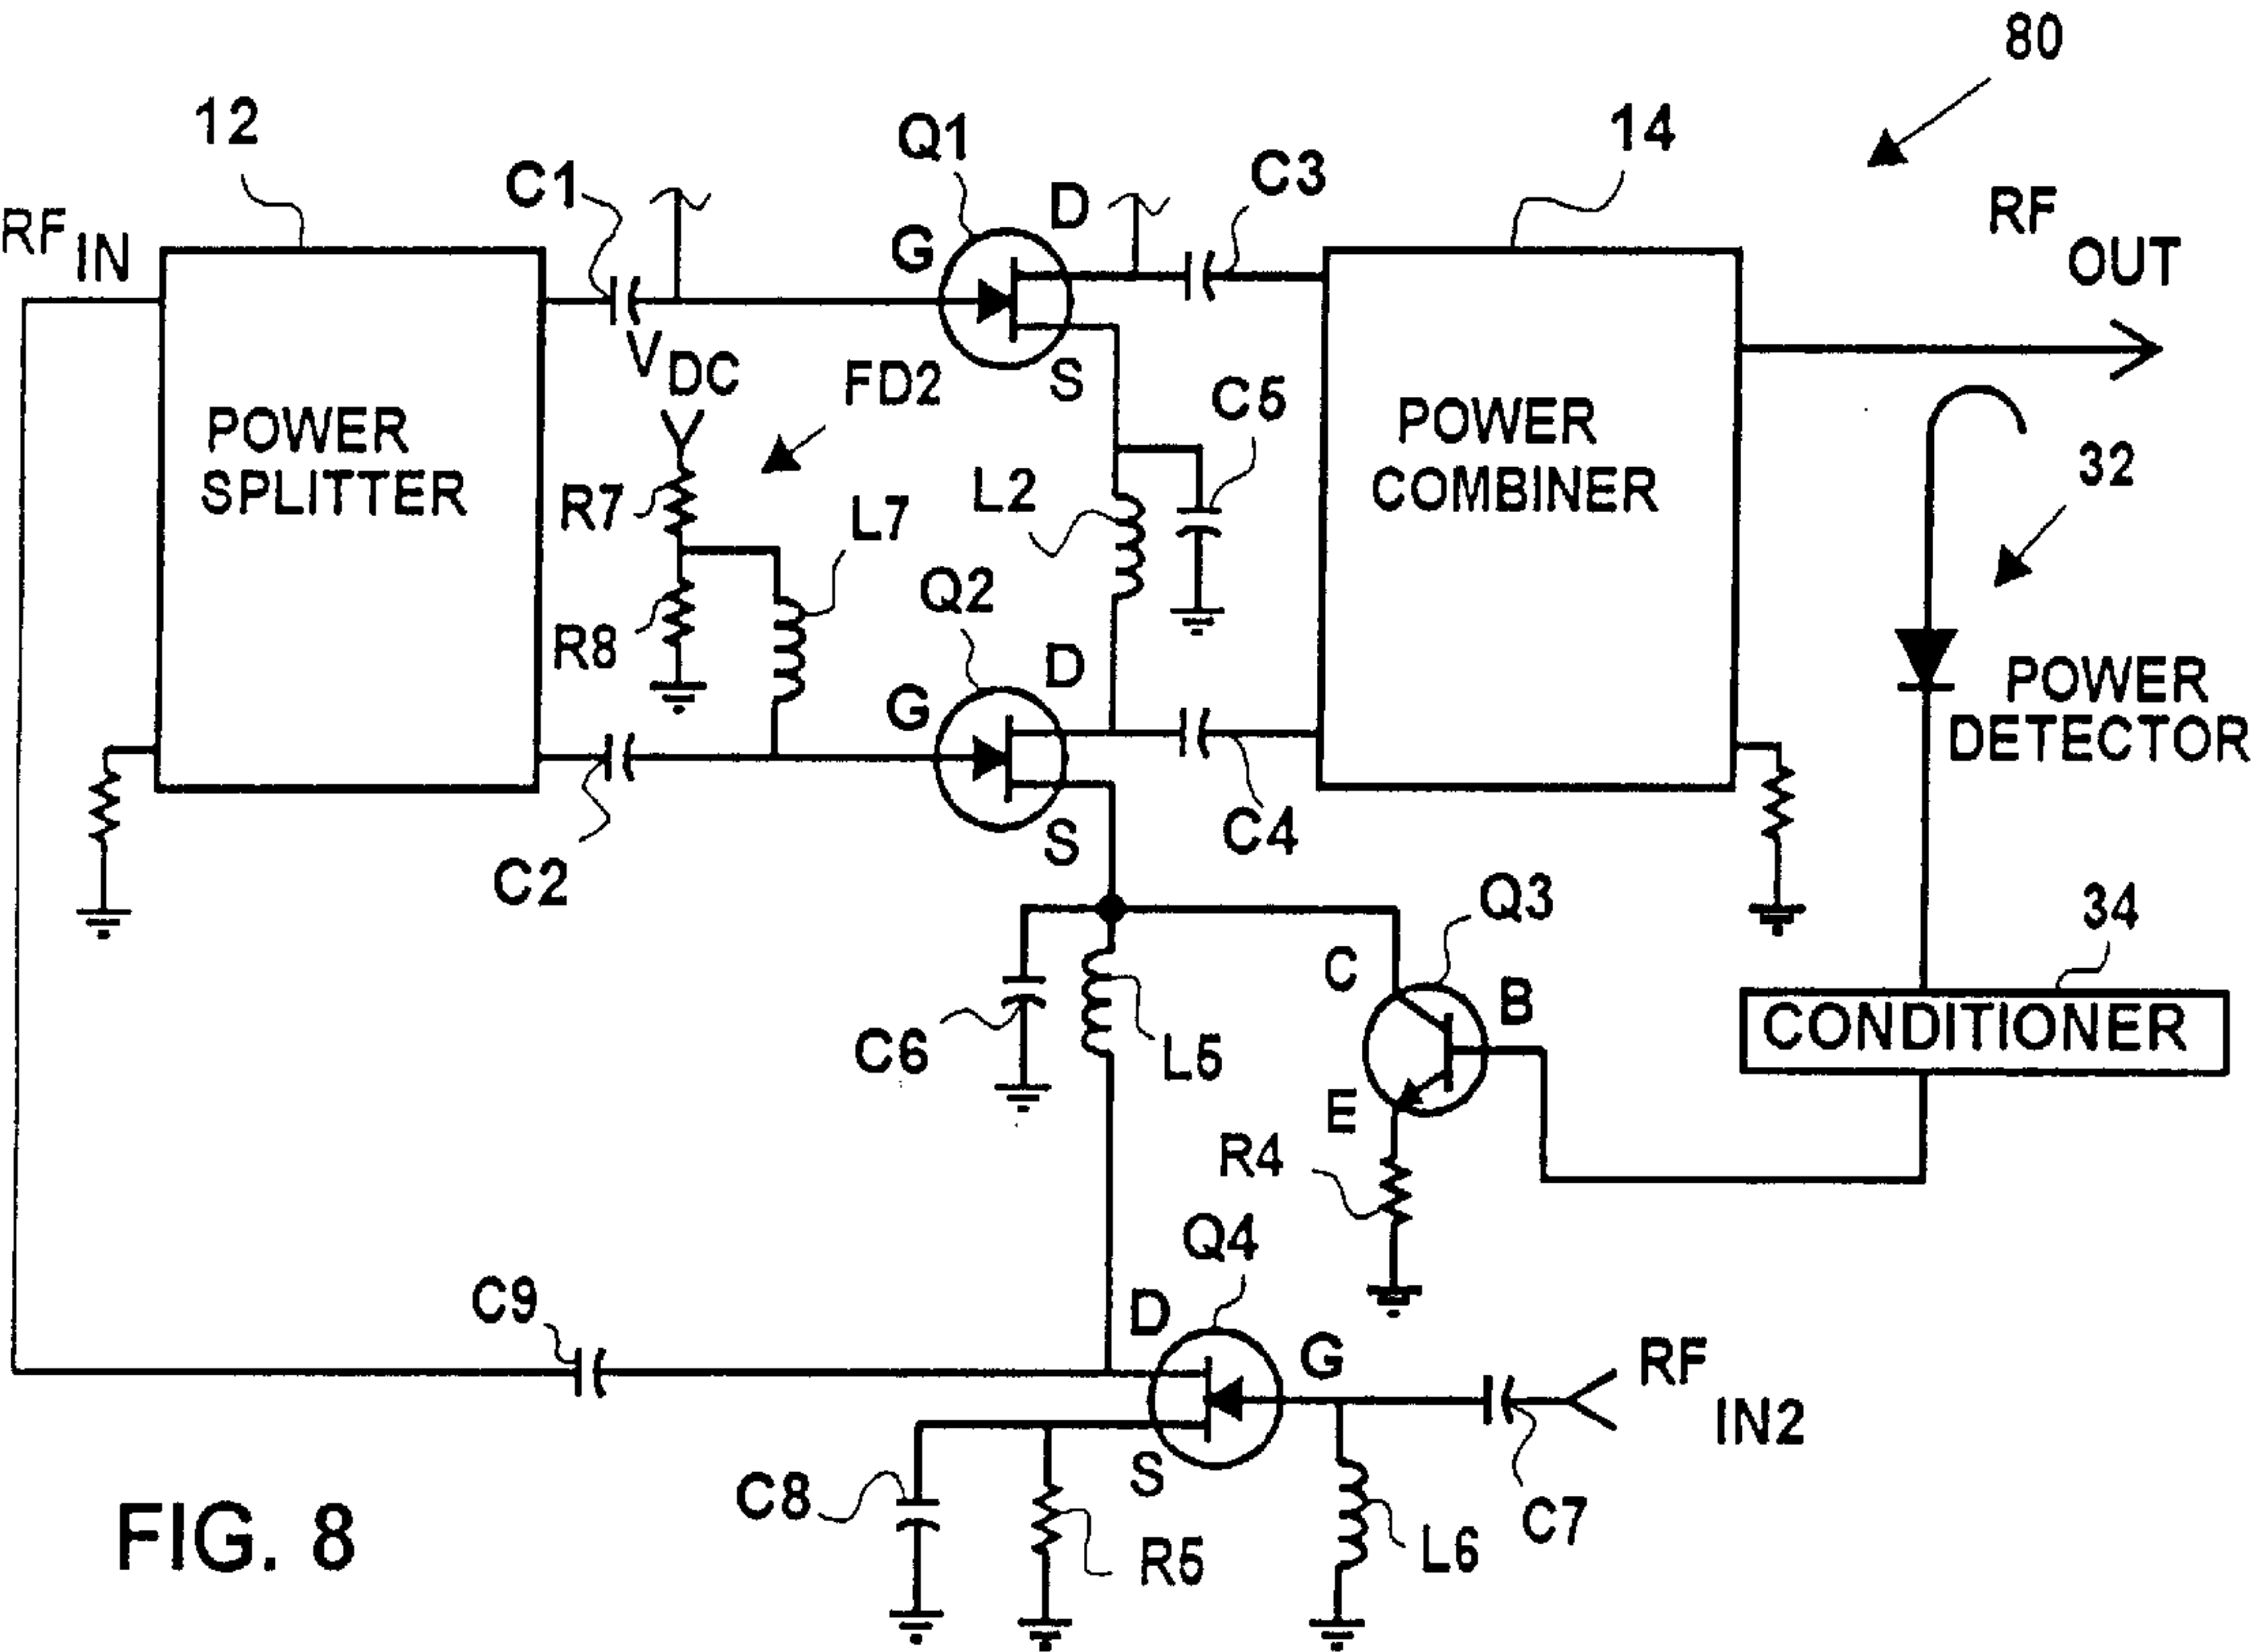 80
12
Q1
14
C1
C3
D
RF IN
G
RF OUT
V DC
FD2
S
C5
POWER SPLITTER
POWER COMBINER
32
R7
L7
L2
Q2
R8
D
G
POWER DETECTOR
S
C4
C2
Q3
34
C
B
CONDITIONER
C6
L5
E
R4
Q4
C9
D
G
RF IN2
S
C8
C7
R5
L6
FIG. 8